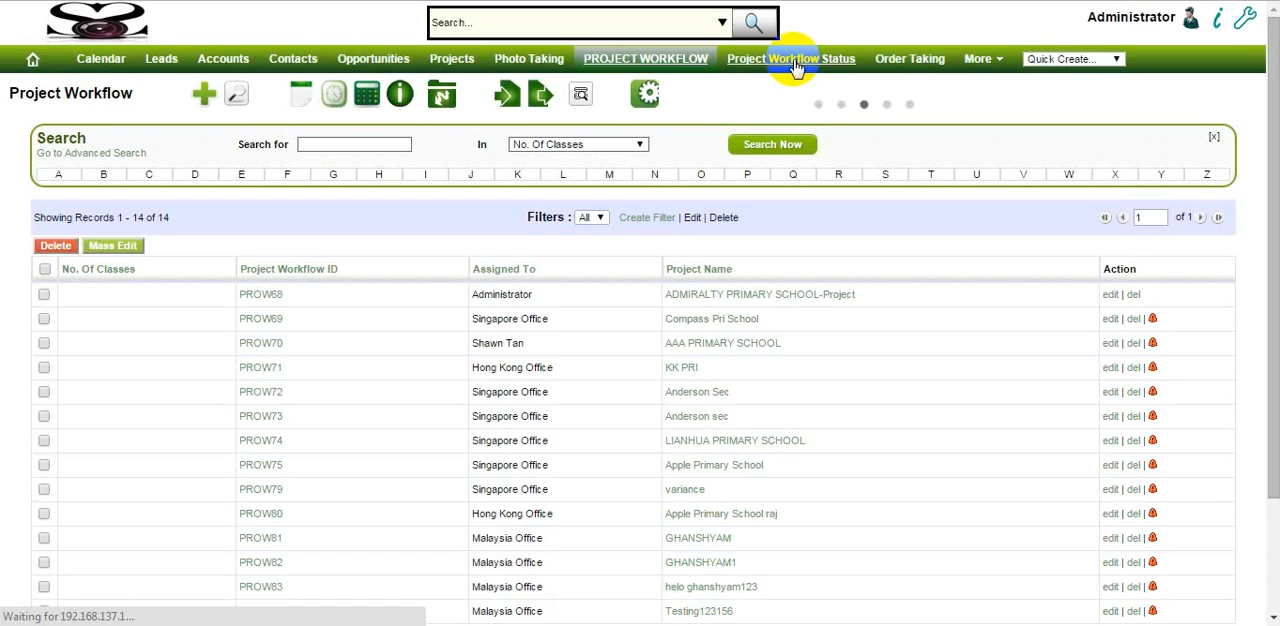 Search...
Administrator
Calendar Leads Accounts Contacts Opportunities Projects Photo Taking PROJECT WORKFLOW Project Workflow Status Order Taking More Quick Create...
Project Workflow
Search
Go to Advanced Search
Search for In No. Of Classes Search Now [X]
A B C D E F G H I J K L M N O P Q R S T U V W X Y Z
Showing Records 1 - 14 of 14 Filters : All Create Filter | Edit | Delete 1 of 1
Delete Mass Edit
No. Of Classes Project Workflow ID Assigned To Project Name Action
PROW68 Administrator ADMIRALTY PRIMARY SCHOOL-Project edit | del
PROW69 Singapore Office Compass Pri School edit | del |
PROW70 Shawn Tan AAA PRIMARY SCHOOL edit | del |
PROW71 Hong Kong Office KK PRI edit | del |
PROW72 Singapore Office Anderson Sec edit | del |
PROW73 Singapore Office Anderson sec edit | del |
PROW74 Singapore Office LIANHUA PRIMARY SCHOOL edit | del |
PROW75 Singapore Office Apple Primary School edit | del |
PROW79 Singapore Office variance edit | del |
PROW80 Hong Kong Office Apple Primary School raj edit | del |
PROW81 Malaysia Office GHANSHYAM edit | del |
PROW82 Malaysia Office GHANSHYAM1 edit | del |
PROW83 Malaysia Office helo ghanshyam123 edit | del |
Malaysia Office Testing123156 edit | del |
Waiting for 192.168.137.1...